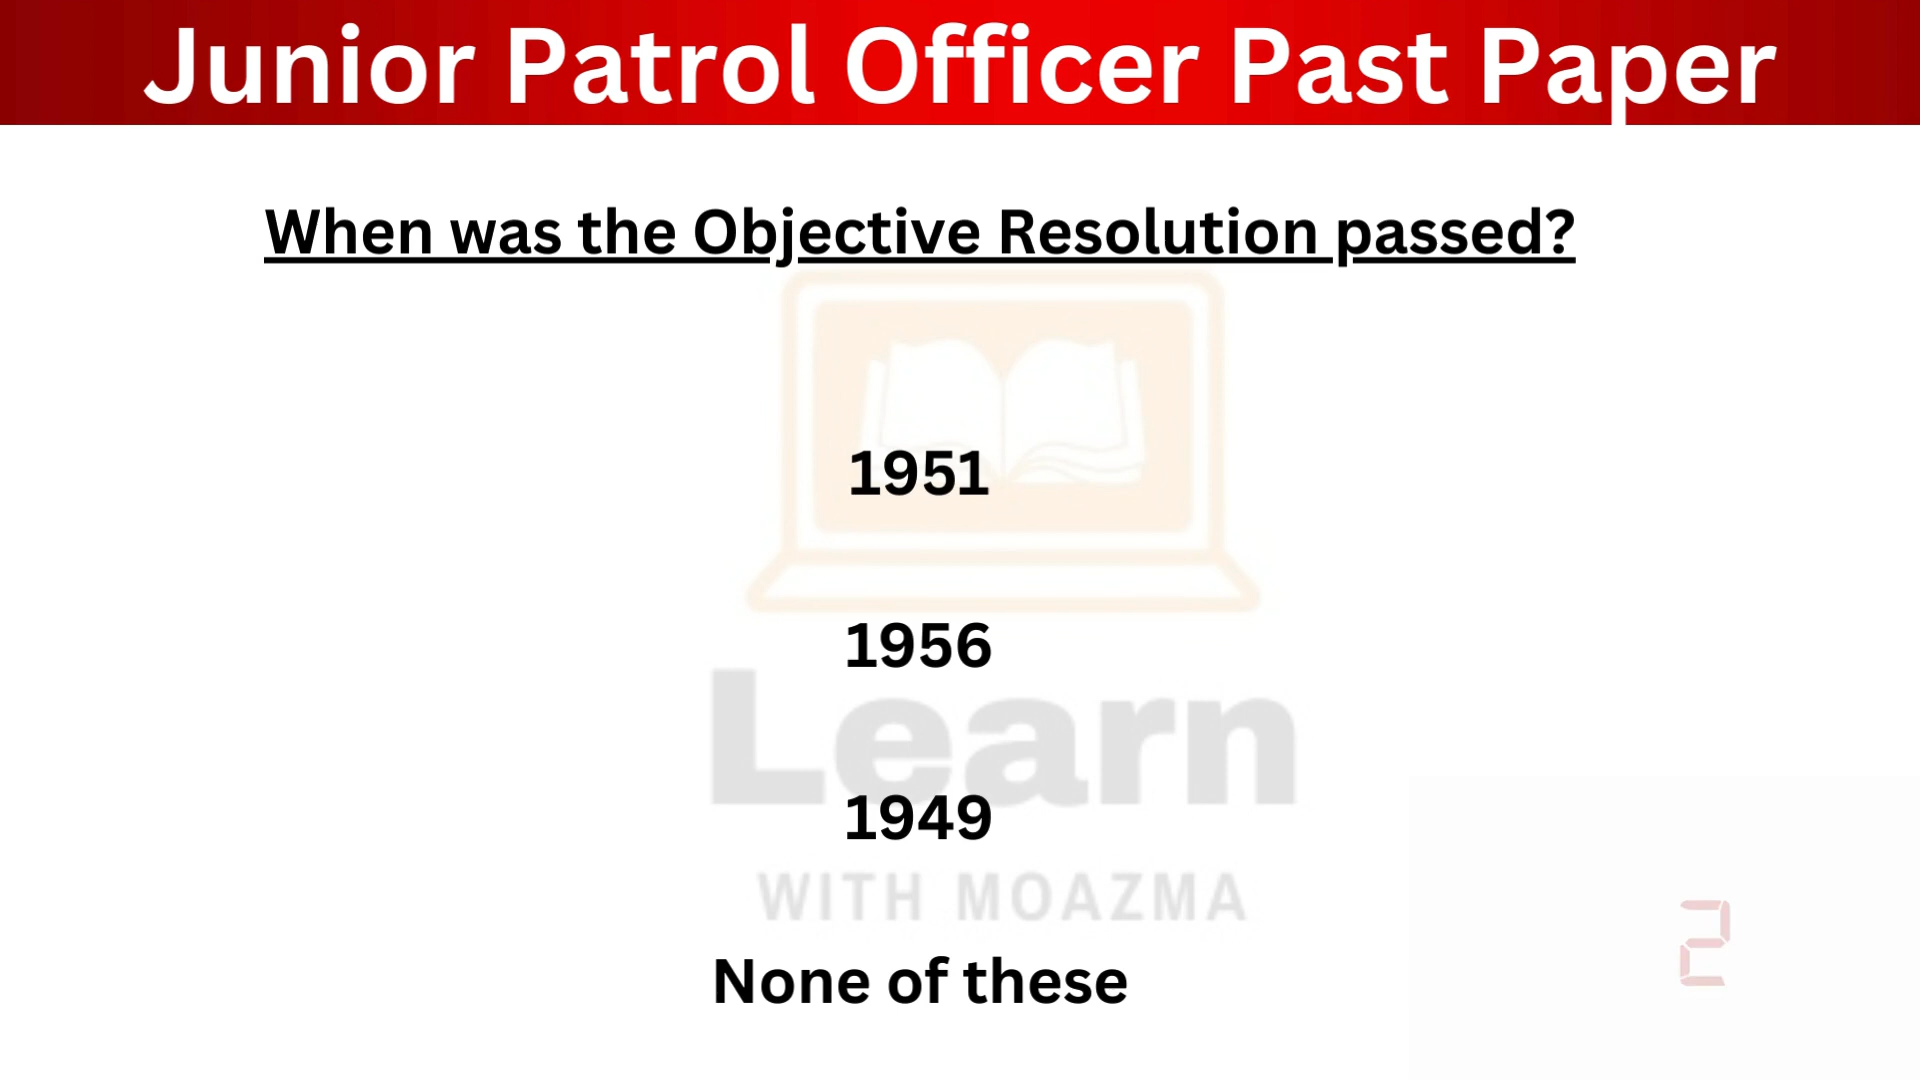 Junior Patrol Officer Past Paper
When was the Objective Resolution passed?
1951
1956
Learn
1949
WITH MOAZMA
None of these
2